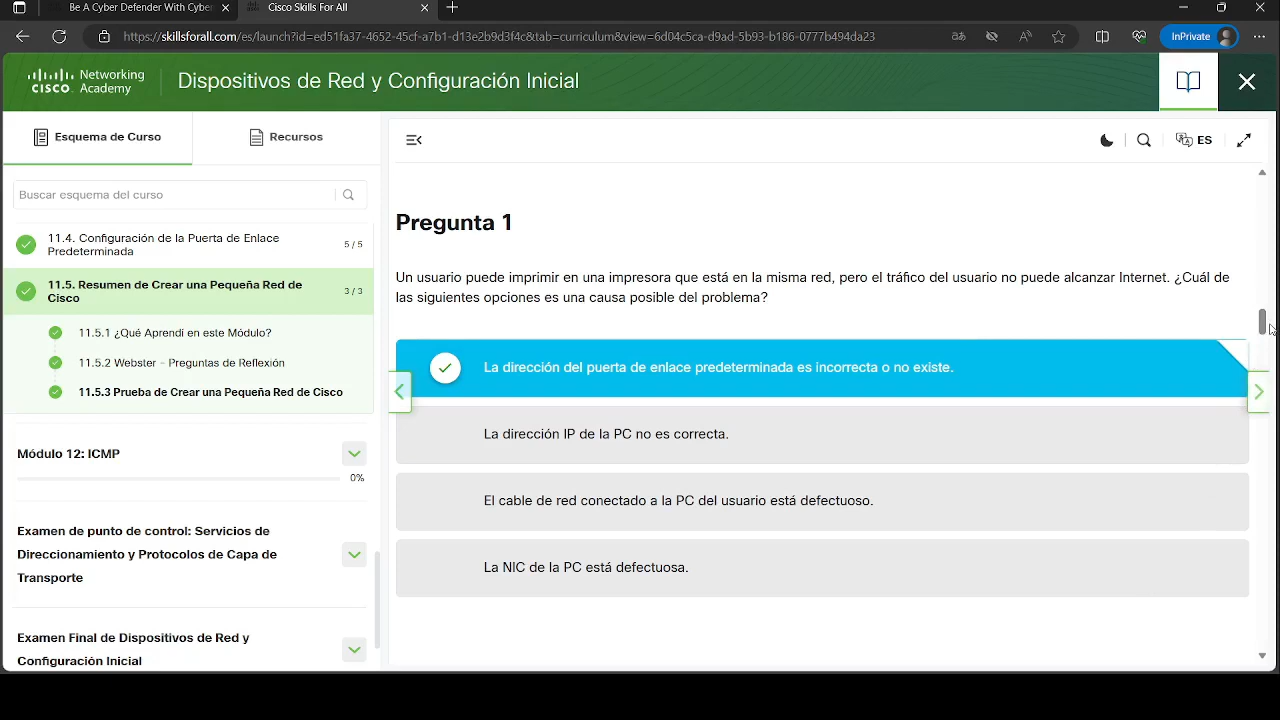 Be A Cyber Defender With Cyber
Cisco Skills For All
https://skillsforall.com/es/launch?id=ed51fa37-4652-45cf-a7b1-d13e2b9d3f4c8&tab=curriculum&view=6d04c5ca-d9ad-5b93-b186-0777b494da23
InPrivate
Networking
CISCO Academy
Dispositivos de Red y Configuración Inicial
Esquema de Curso
Recursos
ES
Buscar esquema del curso
11.4. Configuración de la Puerta de Enlace
Predeterminada
5 / 5
11.5. Resumen de Crear una Pequeña Red de
Cisco
3 / 3
11.5.1 ¿Qué Aprendí en este Módulo?
11.5.2 Webster - Preguntas de Reflexión
11.5.3 Prueba de Crear una Pequeña Red de Cisco
Módulo 12: ICMP
0%
Examen de punto de control: Servicios de
Direccionamiento y Protocolos de Capa de
Transporte
Examen Final de Dispositivos de Red y
Configuración Inicial
Pregunta 1
Un usuario puede imprimir en una impresora que está en la misma red, pero el tráfico del usuario no puede alcanzar Internet. ¿Cuál de
las siguientes opciones es una causa posible del problema?
La dirección del puerta de enlace predeterminada es incorrecta o no existe.
La dirección IP de la PC no es correcta.
El cable de red conectado a la PC del usuario está defectuoso.
La NIC de la PC está defectuosa.